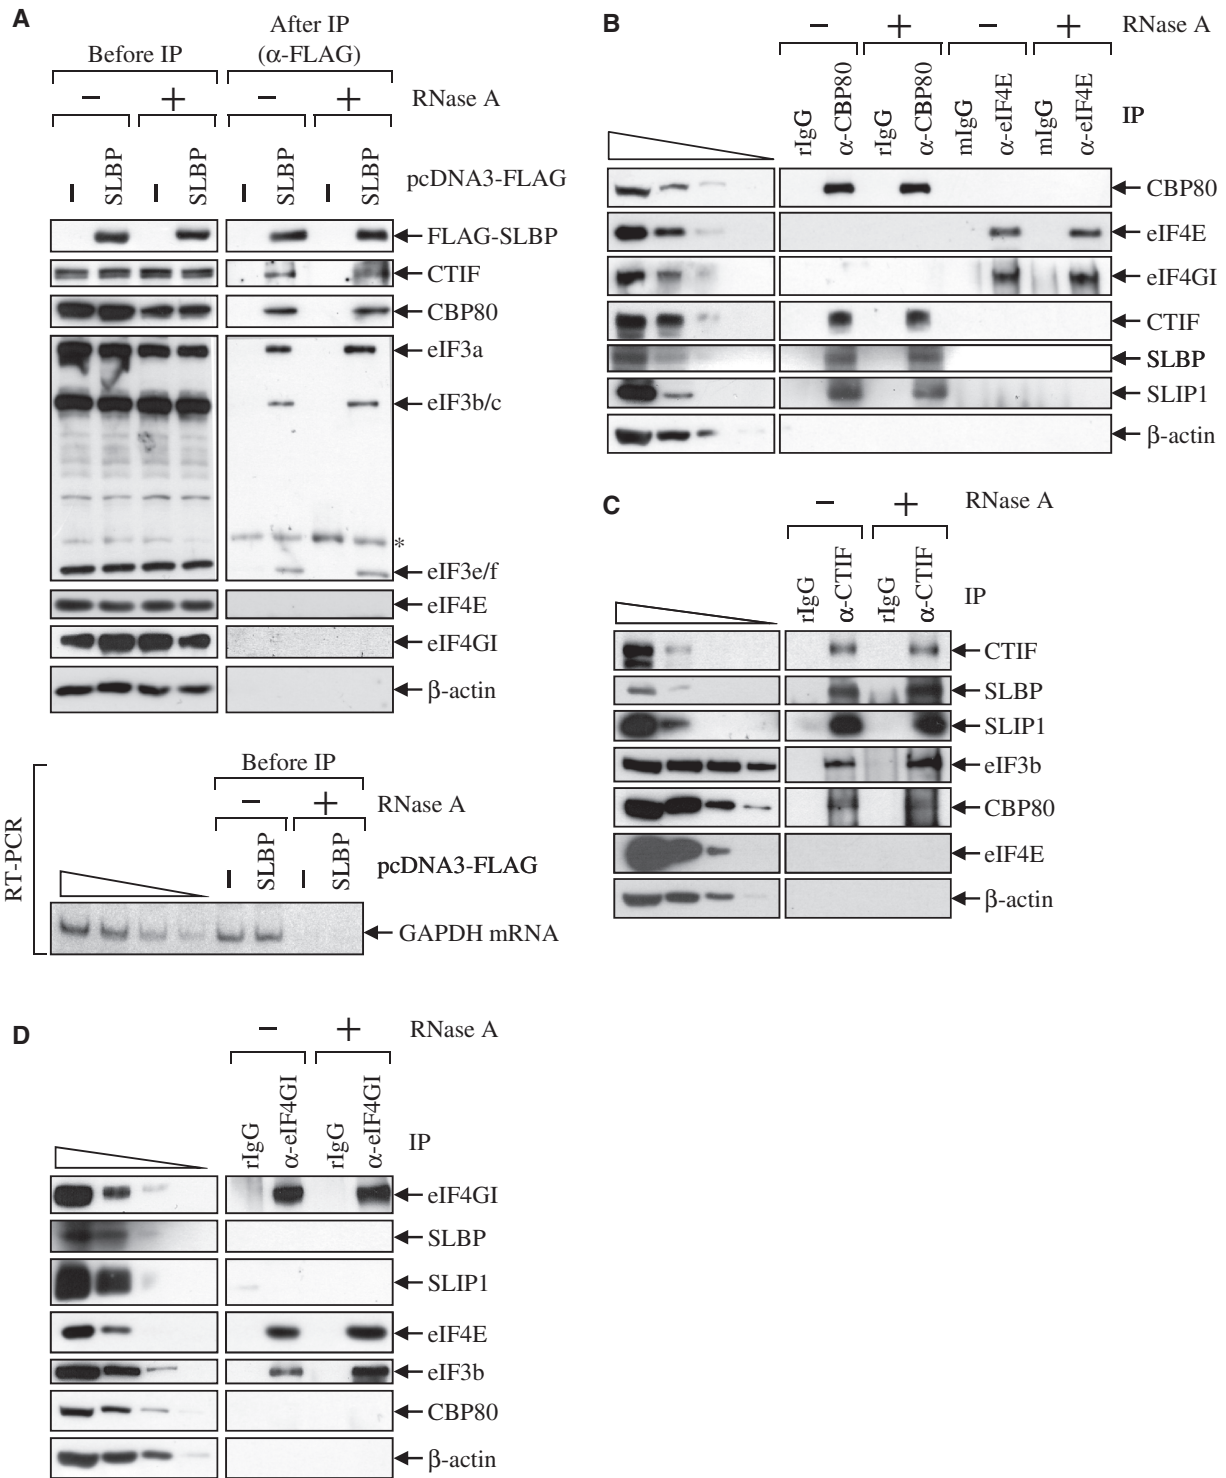 A
Before IP
After IP
(α-FLAG)
− + − + RNase A
– SLBP – SLBP – SLBP – SLBP pcDNA3-FLAG
FLAG-SLBP
CTIF
CBP80
eIF3a
eIF3b/c
*
eIF3e/f
eIF4E
eIF4GI
β-actin
RT-PCR
Before IP
− + RNase A
– SLBP – SLBP pcDNA3-FLAG
GAPDH mRNA
B
− + − + RNase A
rIgG α-CBP80 rIgG α-CBP80 mIgG α-eIF4E mIgG α-eIF4E IP
CBP80
eIF4E
eIF4GI
CTIF
SLBP
SLIP1
β-actin
C
− + RNase A
rIgG α-CTIF rIgG α-CTIF IP
CTIF
SLBP
SLIP1
eIF3b
CBP80
eIF4E
β-actin
D
− + RNase A
rIgG α-eIF4GI rIgG α-eIF4GI IP
eIF4GI
SLBP
SLIP1
eIF4E
eIF3b
CBP80
β-actin